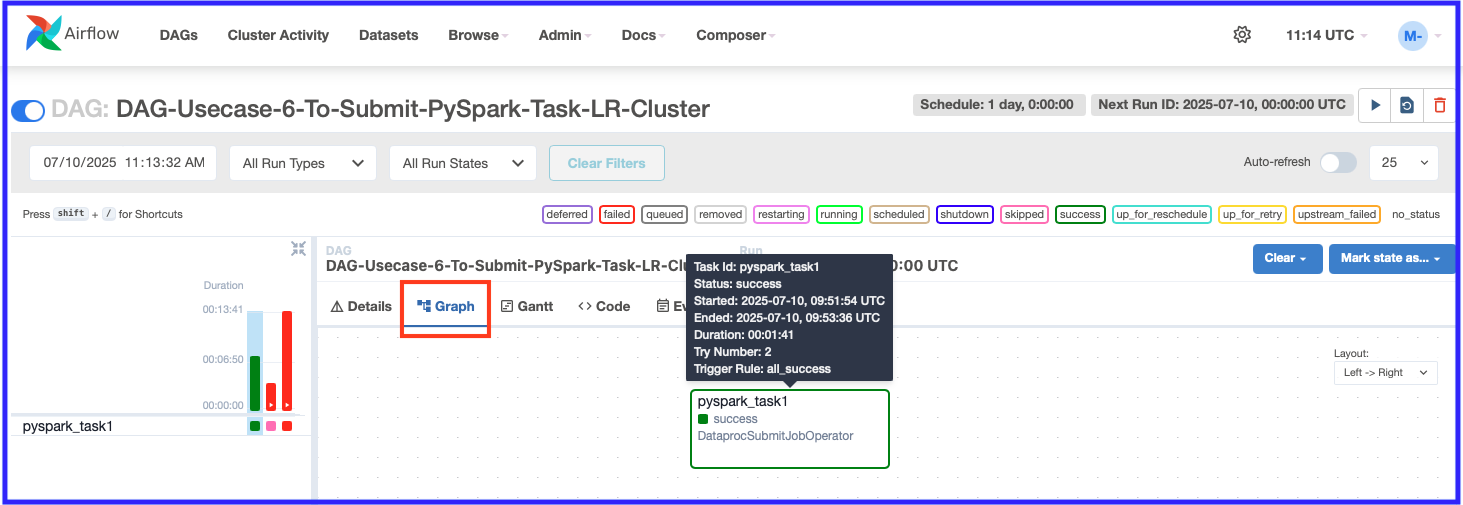 Airflow DAGs Cluster Activity Datasets Browse Admin Docs Composer 11:14 UTC M-
DAG: DAG-Usecase-6-To-Submit-PySpark-Task-LR-Cluster Schedule: 1 day, 0:00:00 Next Run ID: 2025-07-10, 00:00:00 UTC
07/10/2025 11:13:32 AM All Run Types All Run States Clear Filters Auto-refresh 25
Press shift + / for Shortcuts deferred failed queued removed restarting running scheduled shutdown skipped success up_for_reschedule up_for_retry upstream_failed no_status
Duration
00:13:41
00:06:50
00:00:00
pyspark_task1
DAG Run
DAG-Usecase-6-To-Submit-PySpark-Task-LR-Clu 0:00 UTC Clear Mark state as...
Details Graph Gantt Code Ev
Task Id: pyspark_task1
Status: success
Started: 2025-07-10, 09:51:54 UTC
Ended: 2025-07-10, 09:53:36 UTC
Duration: 00:01:41
Try Number: 2
Trigger Rule: all_success
Layout:
Left -> Right
pyspark_task1
success
DataprocSubmitJobOperator